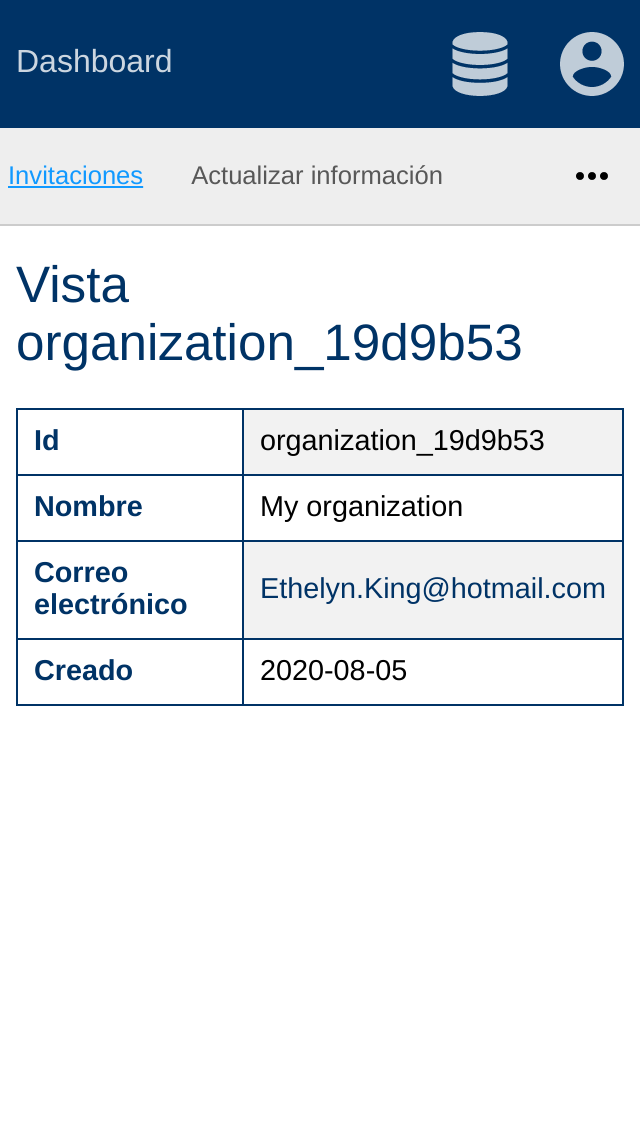 Dashboard
Invitaciones Actualizar información
Vista
organization_19d9b53
Id organization_19d9b53
Nombre My organization
Correo
electrónico Ethelyn.King@hotmail.com
Creado 2020-08-05